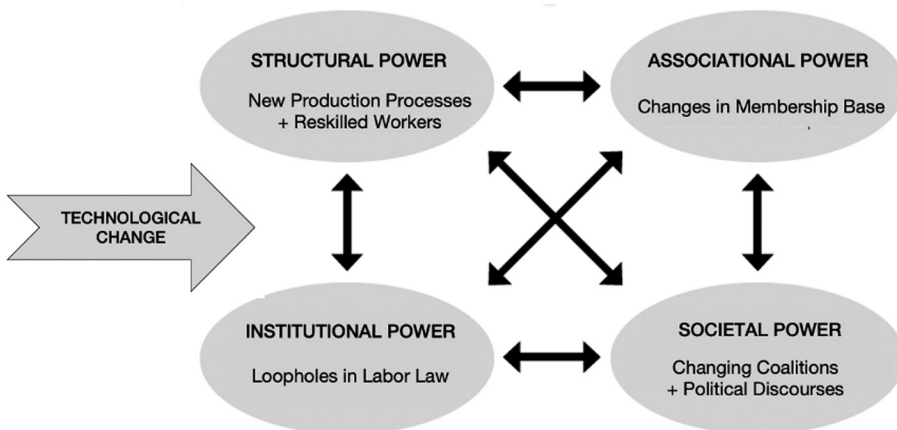 STRUCTURAL POWER
New Production Processes
+ Reskilled Workers
ASSOCIATIONAL POWER
Changes in Membership Base
TECHNOLOGICAL
CHANGE
INSTITUTIONAL POWER
Loopholes in Labor Law
SOCIETAL POWER
Changing Coalitions
+ Political Discourses